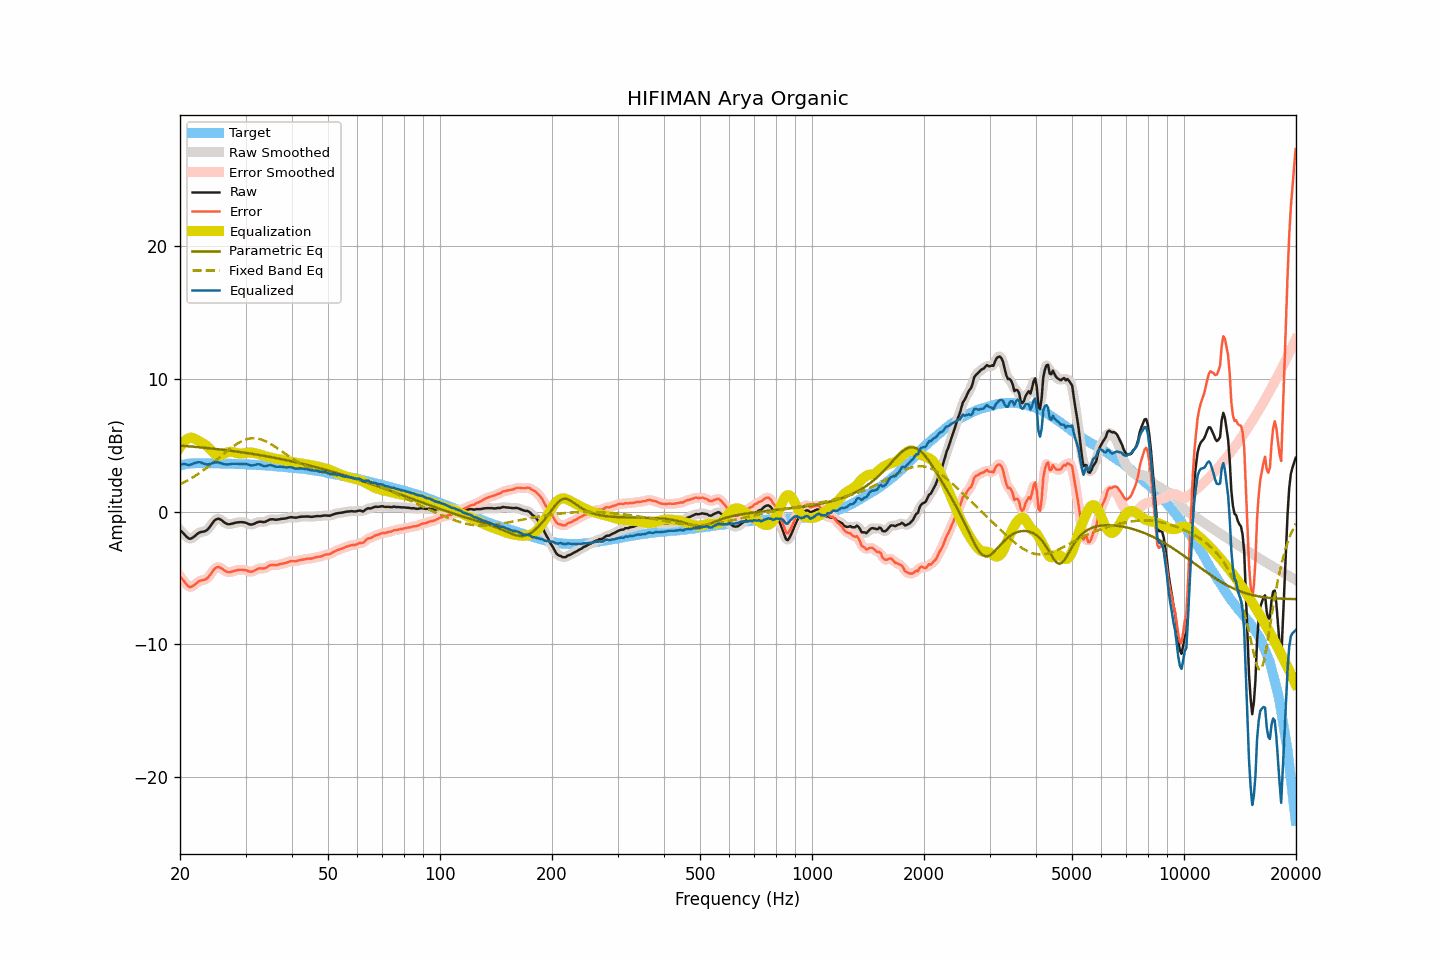 HIFIMAN Arya Organic
Target
Raw Smoothed
Error Smoothed
Raw
Error
Equalization
Parametric Eq
Fixed Band Eq
Equalized
Amplitude (dBr)
20
10
0
−10
−20
20 50 100 200 500 1000 2000 5000 10000 20000
Frequency (Hz)